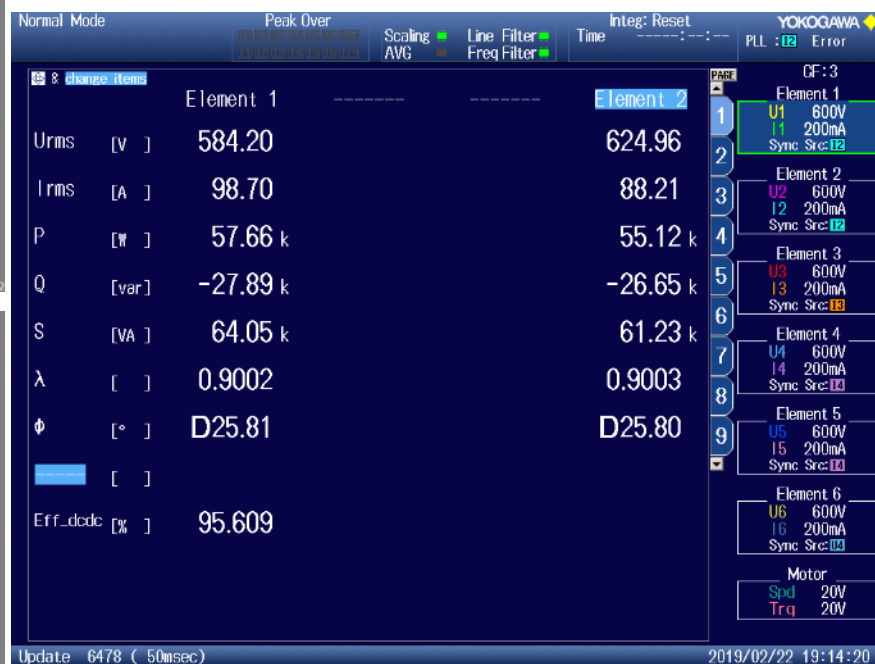 Normal Mode Peak Over Scaling AVG Line Filter Freq Filter Integ: Reset Time -----:--:-- YOKOGAWA
PLL :I2 Error
& change items PAGE CF:3
Element 1 ------- ------- Element 2
Urms [V ] 584.20 624.96
Irms [A ] 98.70 88.21
P [W ] 57.66 k 55.12 k
Q [var] -27.89 k -26.65 k
S [VA ] 64.05 k 61.23 k
λ [ ] 0.9002 0.9003
Φ [° ] D25.81 D25.80
------ [ ]
Eff_dcdc [% ] 95.609
1
2
3
4
5
6
7
8
9
Element 1
U1 600V
I1 200mA
Sync Src:I2
Element 2
U2 600V
I2 200mA
Sync Src:I2
Element 3
U3 600V
I3 200mA
Sync Src:I3
Element 4
U4 600V
I4 200mA
Sync Src:I4
Element 5
U5 600V
I5 200mA
Sync Src:I4
Element 6
U6 600V
I6 200mA
Sync Src:U4
Motor
Spd 20V
Trq 20V
Update 6478 ( 50msec) 2019/02/22 19:14:20